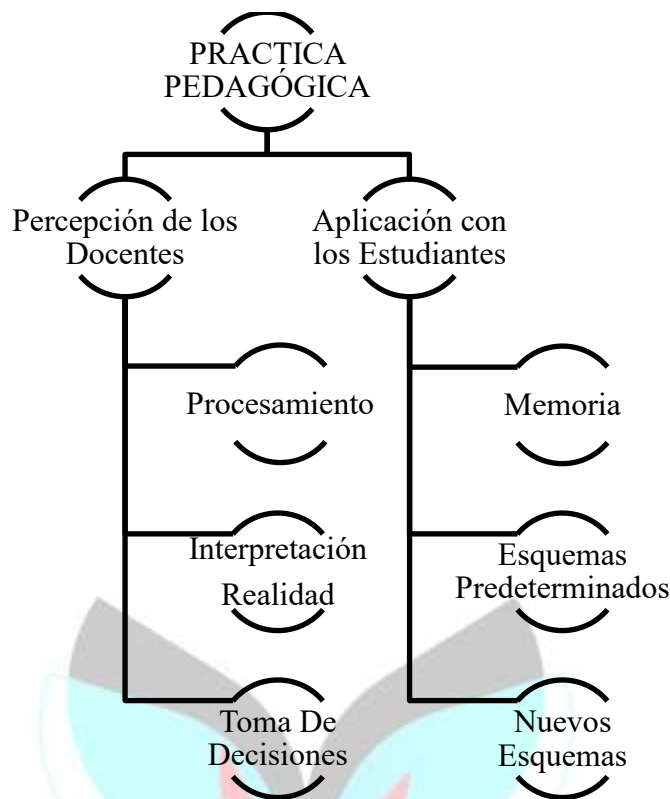 PRACTICA
PEDAGÓGICA
Percepción de los
Docentes
Aplicación con
los Estudiantes
Procesamiento
Memoria
Interpretación
Realidad
Esquemas
Predeterminados
Toma De
Decisiones
Nuevos
Esquemas